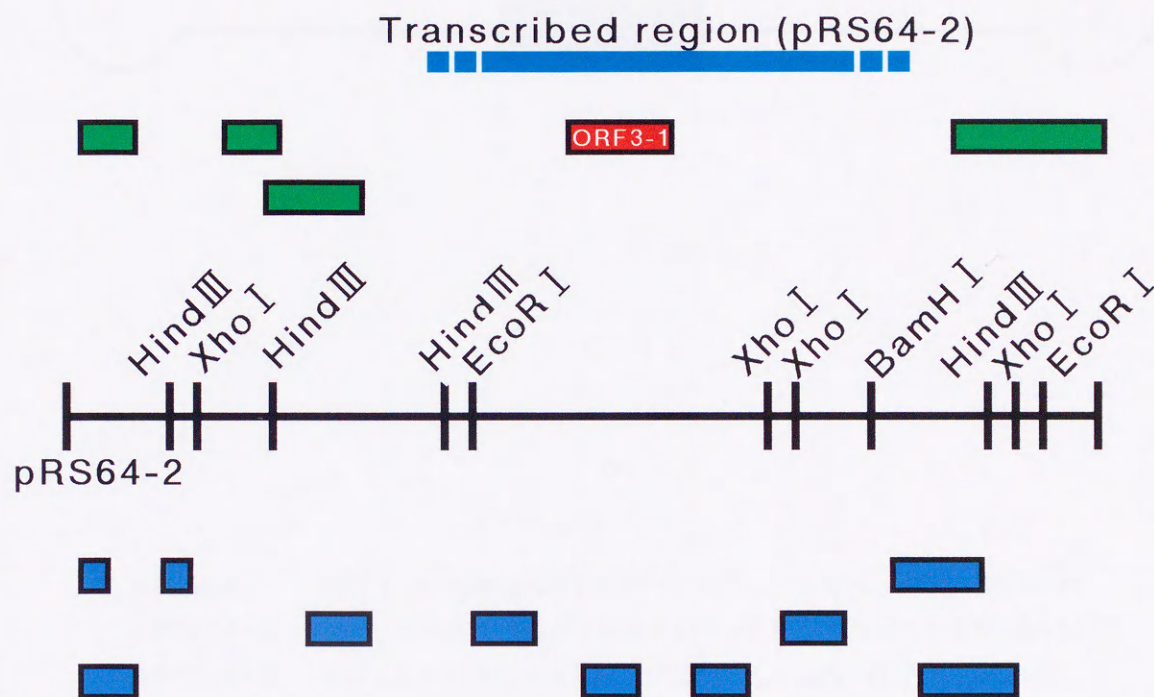 Transcribed region (pRS64-2)
ORF3-1
HindⅢ
XhoⅠ
HindⅢ
HindⅢ
EcoRⅠ
XhoⅠ
XhoⅠ
BamHⅠ
HindⅢ
XhoⅠ
EcoRⅠ
pRS64-2